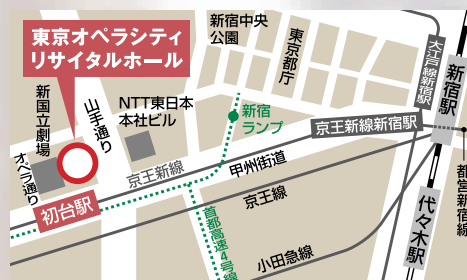 東京オペラシティ
リサイタルホール
新宿中央
公園
東京都庁
大江戸線新宿駅
新宿駅
新国立劇場
山手通り
NTT東日本
本社ビル
新宿
ランプ
京王新線新宿駅
オペラ通り
京王新線
甲州街道
都営新宿線
初台駅
首都高速4号線
京王線
代々木駅
小田急線